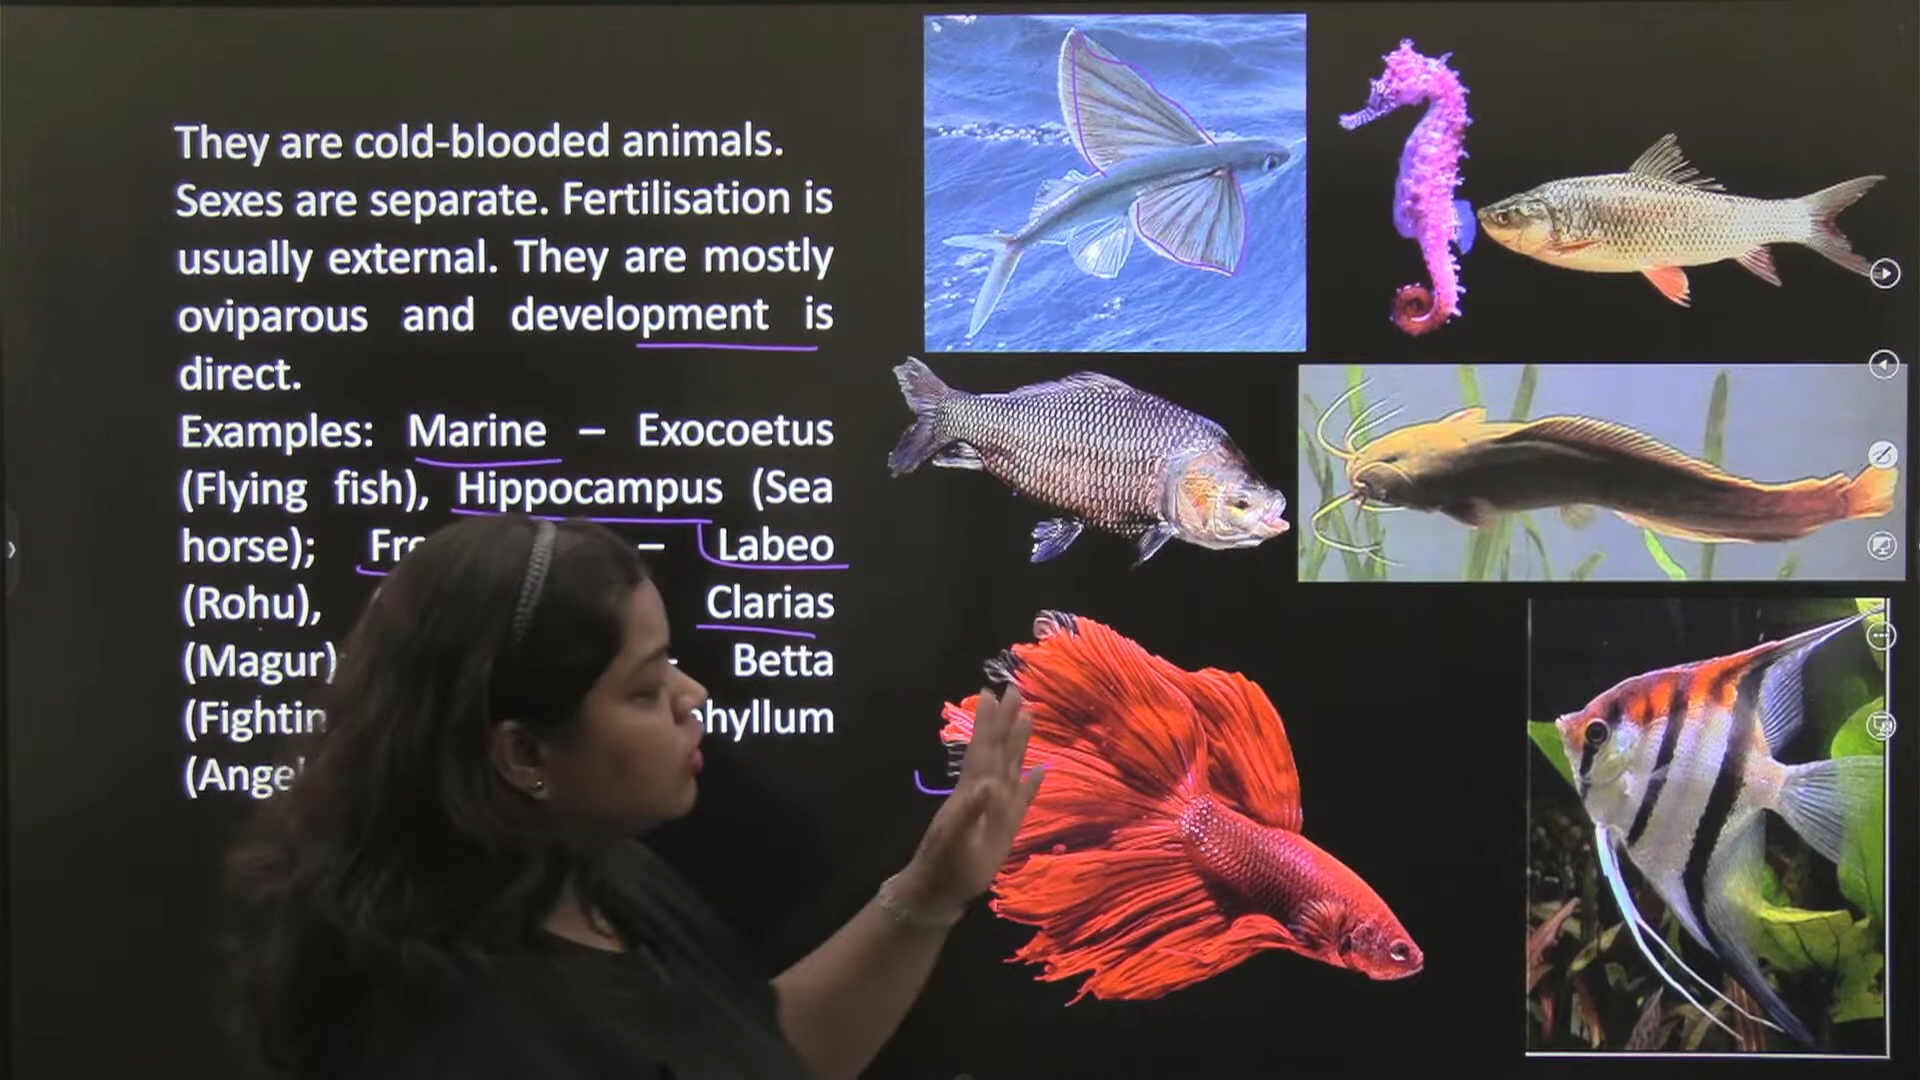 They are cold-blooded animals.
Sexes are separate. Fertilisation is
usually external. They are mostly
oviparous and development is
direct.
Examples: Marine – Exocoetus
(Flying fish), Hippocampus (Sea
horse); – Labeo
(Rohu), Clarias
(Magur) Betta